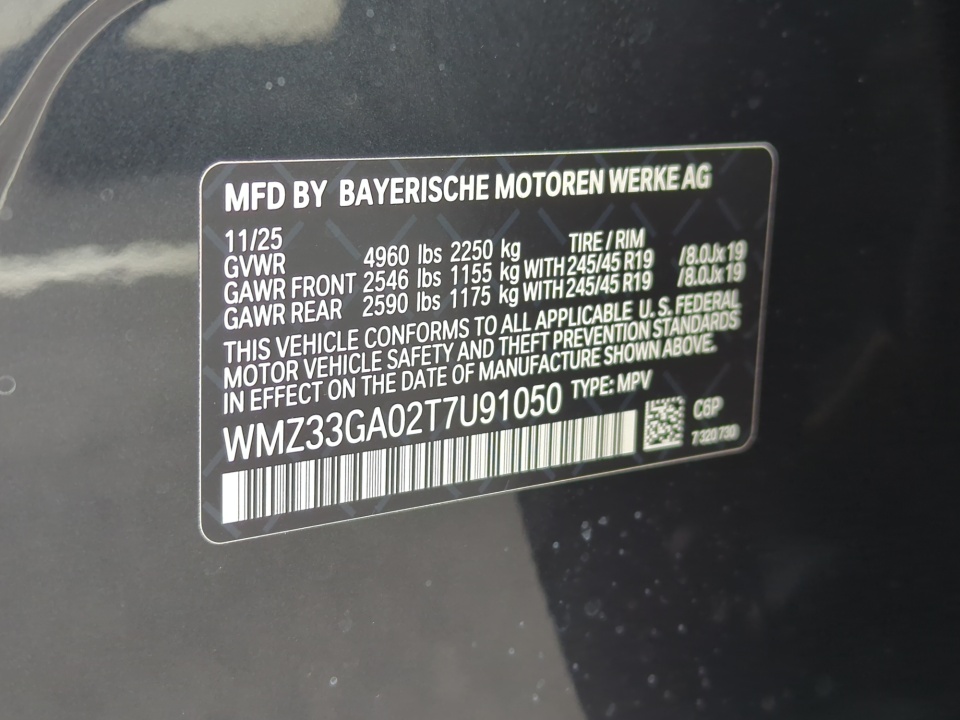 MFD BY BAYERISCHE MOTOREN WERKE AG
11/25
GVWR 4960 lbs 2250 kg TIRE / RIM
GAWR FRONT 2546 lbs 1155 kg WITH 245/45 R19 /8.0Jx19
GAWR REAR 2590 lbs 1175 kg WITH 245/45 R19 /8.0Jx19
THIS VEHICLE CONFORMS TO ALL APPLICABLE U.S. FEDERAL
MOTOR VEHICLE SAFETY AND THEFT PREVENTION STANDARDS
IN EFFECT ON THE DATE OF MANUFACTURE SHOWN ABOVE.
WMZ33GA02T7U91050 TYPE: MPV
C6P
7320730